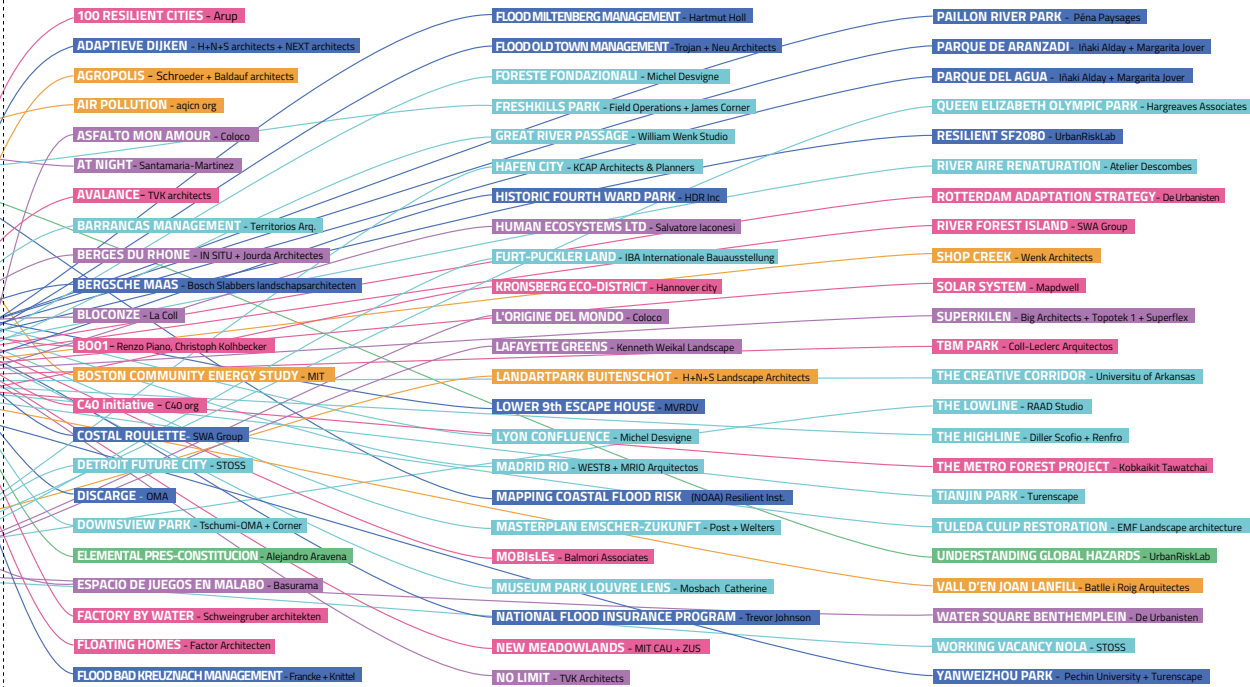 100 RESILIENT CITIES - Arup
ADAPTIEVE DIJKEN - H+N+S architects + NEXT architects
AGROPOLIS - Schroeder + Baldauf architects
AIR POLLUTION - aqicn org
ASFALTO MON AMOUR - Coloco
AT NIGHT - Santamaria-Martinez
AVALANCE - TVK architects
BARRANCAS MANAGEMENT - Territorios Arq.
BERGES DU RHONE - IN SITU + Jourda Architectes
BERGSCHE MAAS - Bosch Slabbers landschapsarchitecten
BLOCONZE - La Coll
BO01 - Renzo Piano, Christoph Kolhbecker
BOSTON COMMUNITY ENERGY STUDY - MIT
C40 initiative - C40 org
COSTAL ROULETTE SWA Group
DETROIT FUTURE CITY - STOSS
DISCARGE - OMA
DOWNSVIEW PARK - Tschumi-OMA + Corner
ELEMENTAL PRES-CONSTITUCION - Alejandro Aravena
ESPACIO DE JUEGOS EN MALABO - Basurama
FACTORY BY WATER - Schweingruber architekten
FLOATING HOMES - Factor Architecten
FLOOD BAD KREUZNACH MANAGEMENT - Francke + Knittel
FLOOD MILTENBERG MANAGEMENT - Hartmut Holl
FLOOD OLD TOWN MANAGEMENT -Trojan + Neu Architects
FORESTE FONDAZIONALI - Michel Desvigne
FRESHKILLS PARK - Field Operations + James Corner
GREAT RIVER PASSAGE - William Wenk Studio
HAFEN CITY - KCAP Architects & Planners
HISTORIC FOURTH WARD PARK - HDR Inc
HUMAN ECOSYSTEMS LTD - Salvatore Iaconesi
FURT-PUCKLER LAND - IBA Internationale Bauausstellung
KRONSBERG ECO-DISTRICT - Hannover city
L'ORIGINE DEL MONDO - Coloco
LAFAYETTE GREENS - Kenneth Weikal Landscape
LANDARTPARK BUITENSCHOT - H+N+S Landscape Architects
LOWER 9th ESCAPE HOUSE - MVRDV
LYON CONFLUENCE - Michel Desvigne
MADRID RIO - WEST8 + MRIO Arquitectos
MAPPING COASTAL FLOOD RISK (NOAA) Resilient Inst.
MASTERPLAN EMSCHER-ZUKUNFT - Post + Welters
MOBIsLEs - Balmori Associates
MUSEUM PARK LOUVRE LENS - Mosbach Catherine
NATIONAL FLOOD INSURANCE PROGRAM - Trevor Johnson
NEW MEADOWLANDS - MIT CAU + ZUS
NO LIMIT - TVK Architects
PAILLON RIVER PARK - Péna Paysages
PARQUE DE ARANZADI - Iñaki Alday + Margarita Jover
PARQUE DEL AGUA - Iñaki Alday + Margarita Jover
QUEEN ELIZABETH OLYMPIC PARK - Hargreaves Associates
RESILIENT SF2080 - UrbanRiskLab
RIVER AIRE RENATURATION - Atelier Descombes
ROTTERDAM ADAPTATION STRATEGY - De Urbanisten
RIVER FOREST ISLAND - SWA Group
SHOP CREEK - Wenk Architects
SOLAR SYSTEM - Mapdwell
SUPERKILEN - Big Architects + Topotek 1 + Superflex
TBM PARK - Coll-Leclerc Arquitectos
THE CREATIVE CORRIDOR - Universitu of Arkansas
THE LOWLINE - RAAD Studio
THE HIGHLINE - Diller Scofio + Renfro
THE METRO FOREST PROJECT - Kobkaikit Tawatchai
TIANJIN PARK - Turenscape
TULEDA CULIP RESTORATION - EMF Landscape architecture
UNDERSTANDING GLOBAL HAZARDS - UrbanRiskLab
VALL D'EN JOAN LANFILL - Batlle i Roig Arquitectes
WATER SQUARE BENTHEMPLEIN - De Urbanisten
WORKING VACANCY NOLA - STOSS
YANWEIZHOU PARK - Pechin University + Turenscape